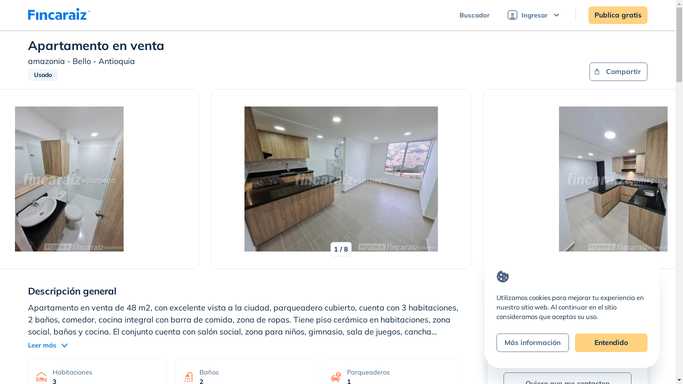 Fincaraíz
Buscador
Ingresar
Publica gratis
Apartamento en venta
amazonia - Bello - Antioquia
Usado
Compartir
fincaraíz
fincaraíz
fincaraíz
1 / 8
Descripción general
Apartamento en venta de 48 m2, con excelente vista a la ciudad, parqueadero cubierto, cuenta con 3 habitaciones,
2 baños, comedor, cocina integral con barra de comida, zona de ropas. Tiene piso cerámico en habitaciones, zona
social, baños y cocina. El conjunto cuenta con salón social, zona para niños, gimnasio, sala de juegos, cancha...
Leer más
Habitaciones
3
Baños
2
Parqueaderos
1
Utilizamos cookies para mejorar tu experiencia en
nuestro sitio web. Al continuar en el sitio
consideramos que aceptas su uso.
Más información
Entendido
Quiero que me contacten